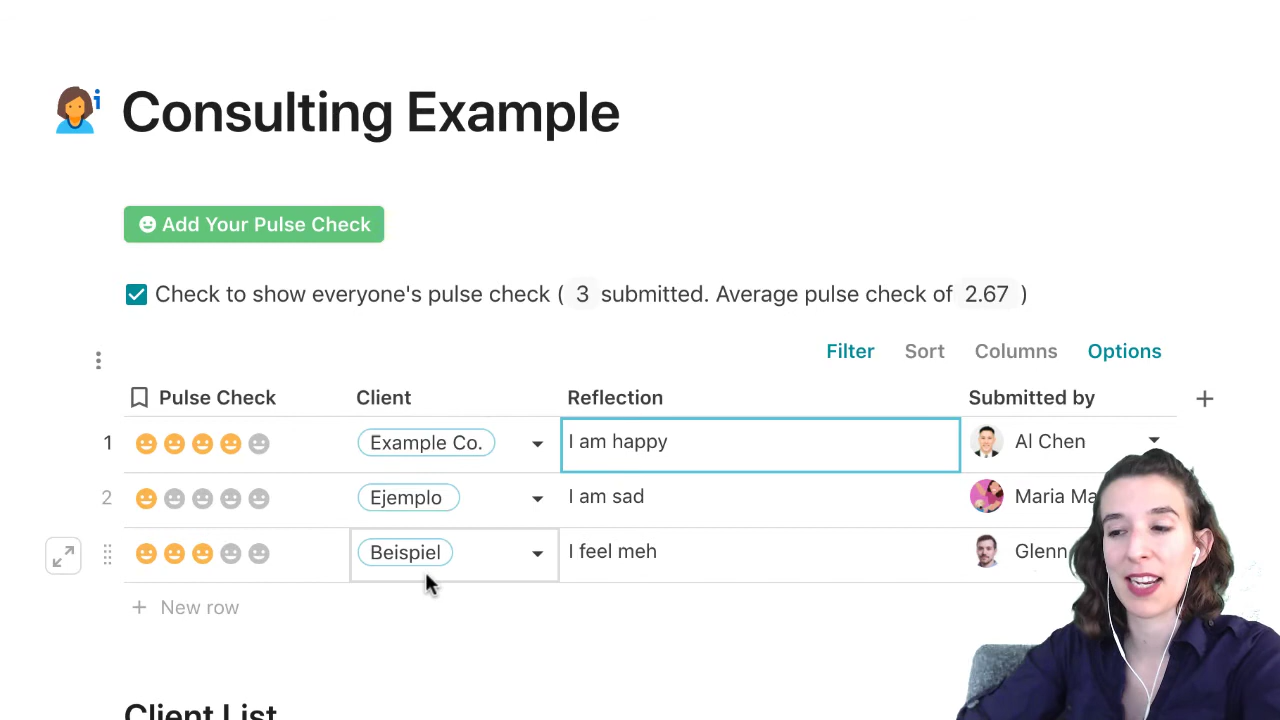 Consulting Example
Add Your Pulse Check
Check to show everyone's pulse check ( 3 submitted. Average pulse check of 2.67 )
Filter Sort Columns Options
Pulse Check Client Reflection Submitted by
1 Example Co. I am happy Al Chen
2 Ejemplo I am sad Maria
Beispiel I feel meh Glenn
New row
Client List